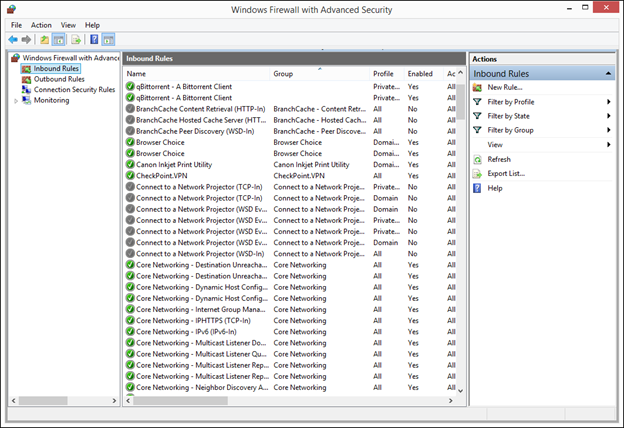 Windows Firewall with Advanced Security
File Action View Help
Windows Firewall with Advance
Inbound Rules
Outbound Rules
Connection Security Rules
Monitoring
Inbound Rules
Name Group Profile Enabled Ac
qBittorrent - A Bittorrent Client Private... Yes All
qBittorrent - A Bittorrent Client Private... Yes All
BranchCache Content Retrieval (HTTP-In) BranchCache - Content Retr... All No All
BranchCache Hosted Cache Server (HTT... BranchCache - Hosted Cach... All No All
BranchCache Peer Discovery (WSD-In) BranchCache - Peer Discove... All No All
Browser Choice Browser Choice Domai... Yes All
Browser Choice Browser Choice Domai... Yes All
Canon Inkjet Print Utility Canon Inkjet Print Utility Domai... Yes All
CheckPoint.VPN CheckPoint.VPN All Yes All
Connect to a Network Projector (TCP-In) Connect to a Network Proje... Private... No All
Connect to a Network Projector (TCP-In) Connect to a Network Proje... Domain No All
Connect to a Network Projector (WSD Ev... Connect to a Network Proje... Private... No All
Connect to a Network Projector (WSD Ev... Connect to a Network Proje... Domain No All
Connect to a Network Projector (WSD Ev... Connect to a Network Proje... Private... No All
Connect to a Network Projector (WSD Ev... Connect to a Network Proje... Domain No All
Connect to a Network Projector (WSD-In) Connect to a Network Proje... All No All
Core Networking - Destination Unreacha... Core Networking All Yes All
Core Networking - Destination Unreacha... Core Networking All Yes All
Core Networking - Dynamic Host Config... Core Networking All Yes All
Core Networking - Dynamic Host Config... Core Networking All Yes All
Core Networking - Internet Group Mana... Core Networking All Yes All
Core Networking - IPHTTPS (TCP-In) Core Networking All Yes All
Core Networking - IPv6 (IPv6-In) Core Networking All Yes All
Core Networking - Multicast Listener Do... Core Networking All Yes All
Core Networking - Multicast Listener Qu... Core Networking All Yes All
Core Networking - Multicast Listener Rep... Core Networking All Yes All
Core Networking - Multicast Listener Rep... Core Networking All Yes All
Core Networking - Neighbor Discovery A... Core Networking All Yes All
Actions
Inbound Rules
New Rule...
Filter by Profile
Filter by State
Filter by Group
View
Refresh
Export List...
Help